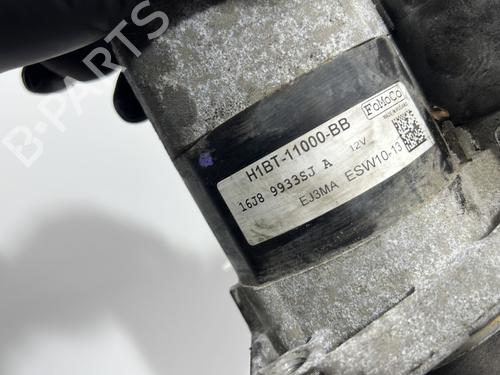 B-PARTS
FoMoCo
H1BT-11000-BB
12V
16J8 9933SJ A
EJ3MA ESW10-13